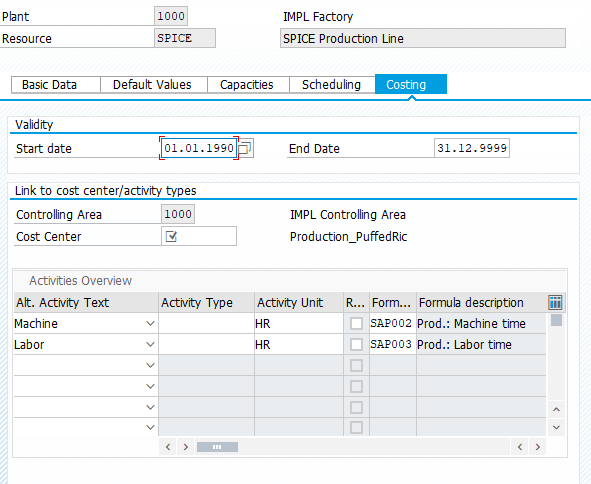 Plant 1000 IMPL Factory
Resource SPICE SPICE Production Line
Basic Data Default Values Capacities Scheduling Costing
Validity
Start date 01.01.1990 End Date 31.12.9999
Link to cost center/activity types
Controlling Area 1000 IMPL Controlling Area
Cost Center Production_PuffedRic
Activities Overview
Alt. Activity Text Activity Type Activity Unit R... Form... Formula description
Machine HR SAP002 Prod.: Machine time
Labor HR SAP003 Prod.: Labor time